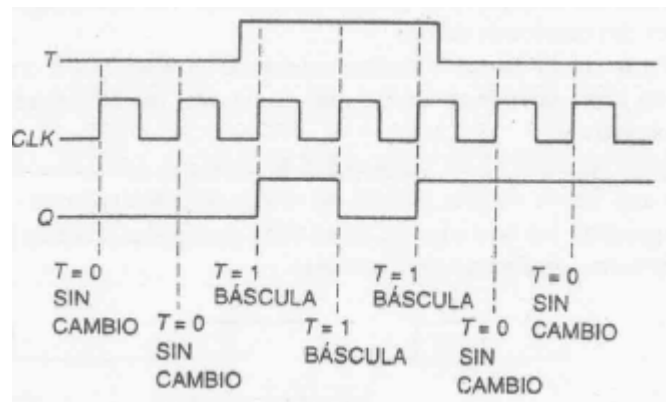 T
CLK
Q
T = 0
SIN
CAMBIO
T = 0
SIN
CAMBIO
T = 1
BÁSCULA
T = 1
BÁSCULA
T = 1
BÁSCULA
T = 0
SIN
CAMBIO
T = 0
SIN
CAMBIO